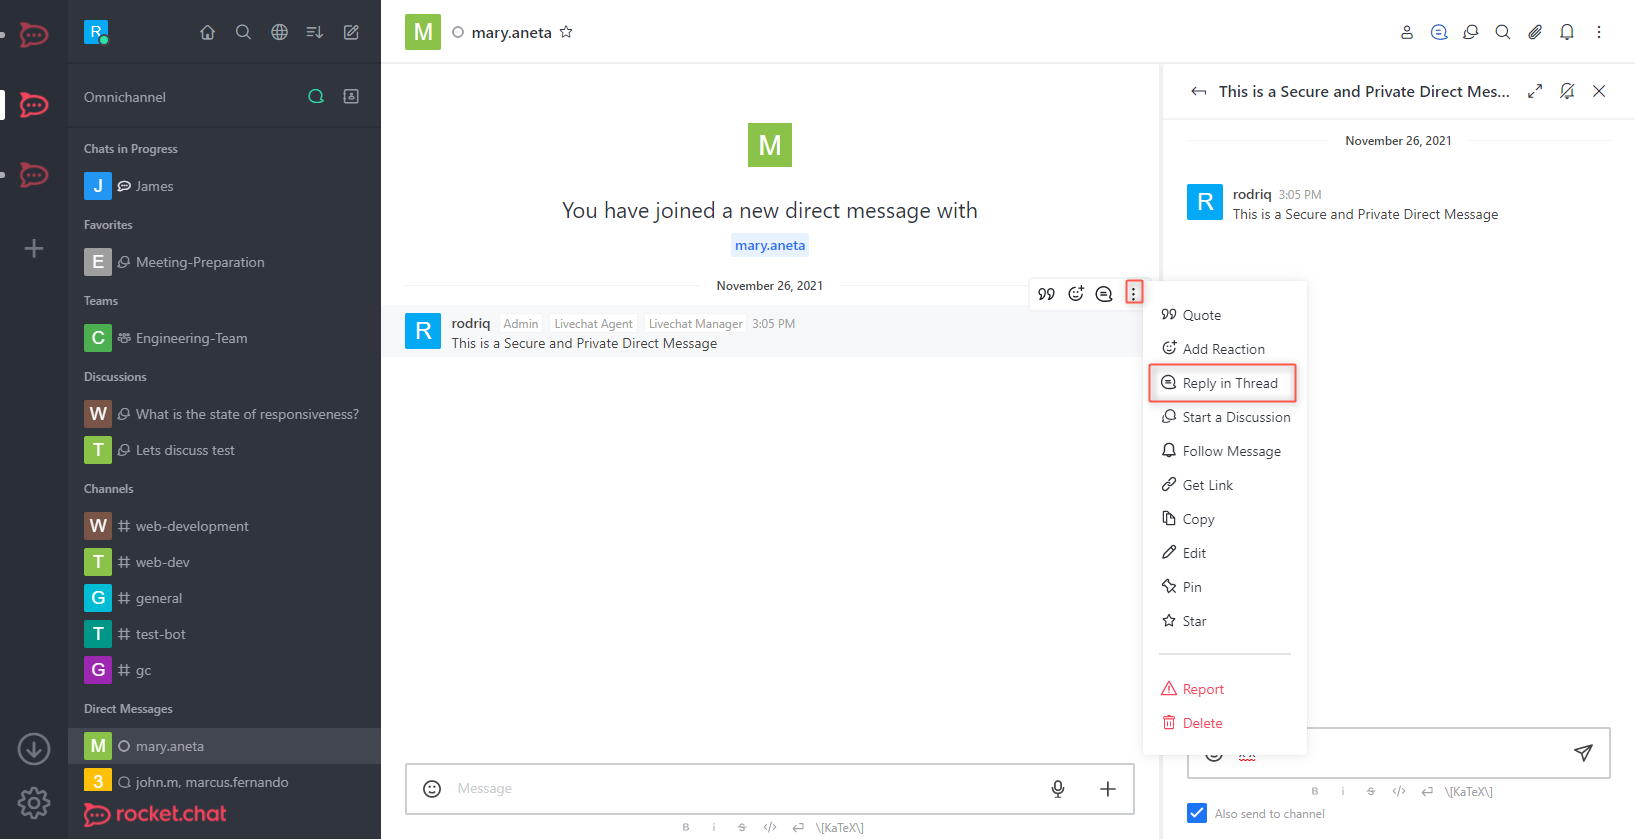 R
Omnichannel
Chats in Progress
J James
Favorites
E Meeting-Preparation
Teams
C Engineering-Team
Discussions
W What is the state of responsiveness?
T Lets discuss test
Channels
W # web-development
T # web-dev
G # general
T # test-bot
G # gc
Direct Messages
M mary.aneta
3 john.m, marcus.fernando
rocket.chat
M mary.aneta
M
You have joined a new direct message with
mary.aneta
November 26, 2021
R rodriq Admin Livechat Agent Livechat Manager 3:05 PM
This is a Secure and Private Direct Message
Message
B i S </> \[KaTeX\]
Quote
Add Reaction
Reply in Thread
Start a Discussion
Follow Message
Get Link
Copy
Edit
Pin
Star
Report
Delete
This is a Secure and Private Direct Mes...
November 26, 2021
R rodriq 3:05 PM
This is a Secure and Private Direct Message
B i S </> \[KaTeX\]
Also send to channel